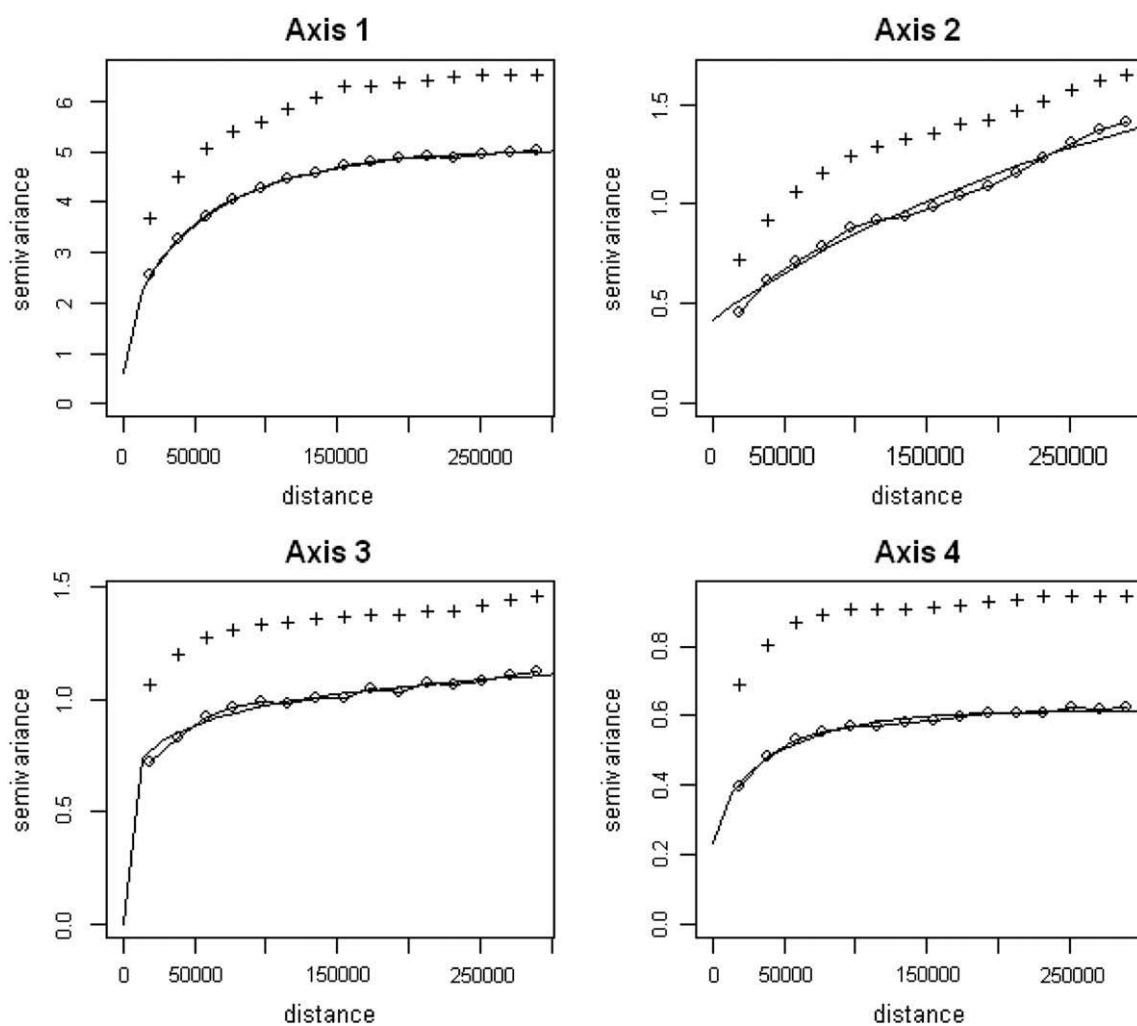 Axis 1
semivariance
0 1 2 3 4 5 6
0 50000 150000 250000
distance
Axis 2
semivariance
0.0 0.5 1.0 1.5
0 50000 150000 250000
distance
Axis 3
semivariance
0.0 0.5 1.0 1.5
0 50000 150000 250000
distance
Axis 4
semivariance
0.0 0.2 0.4 0.6 0.8
0 50000 150000 250000
distance